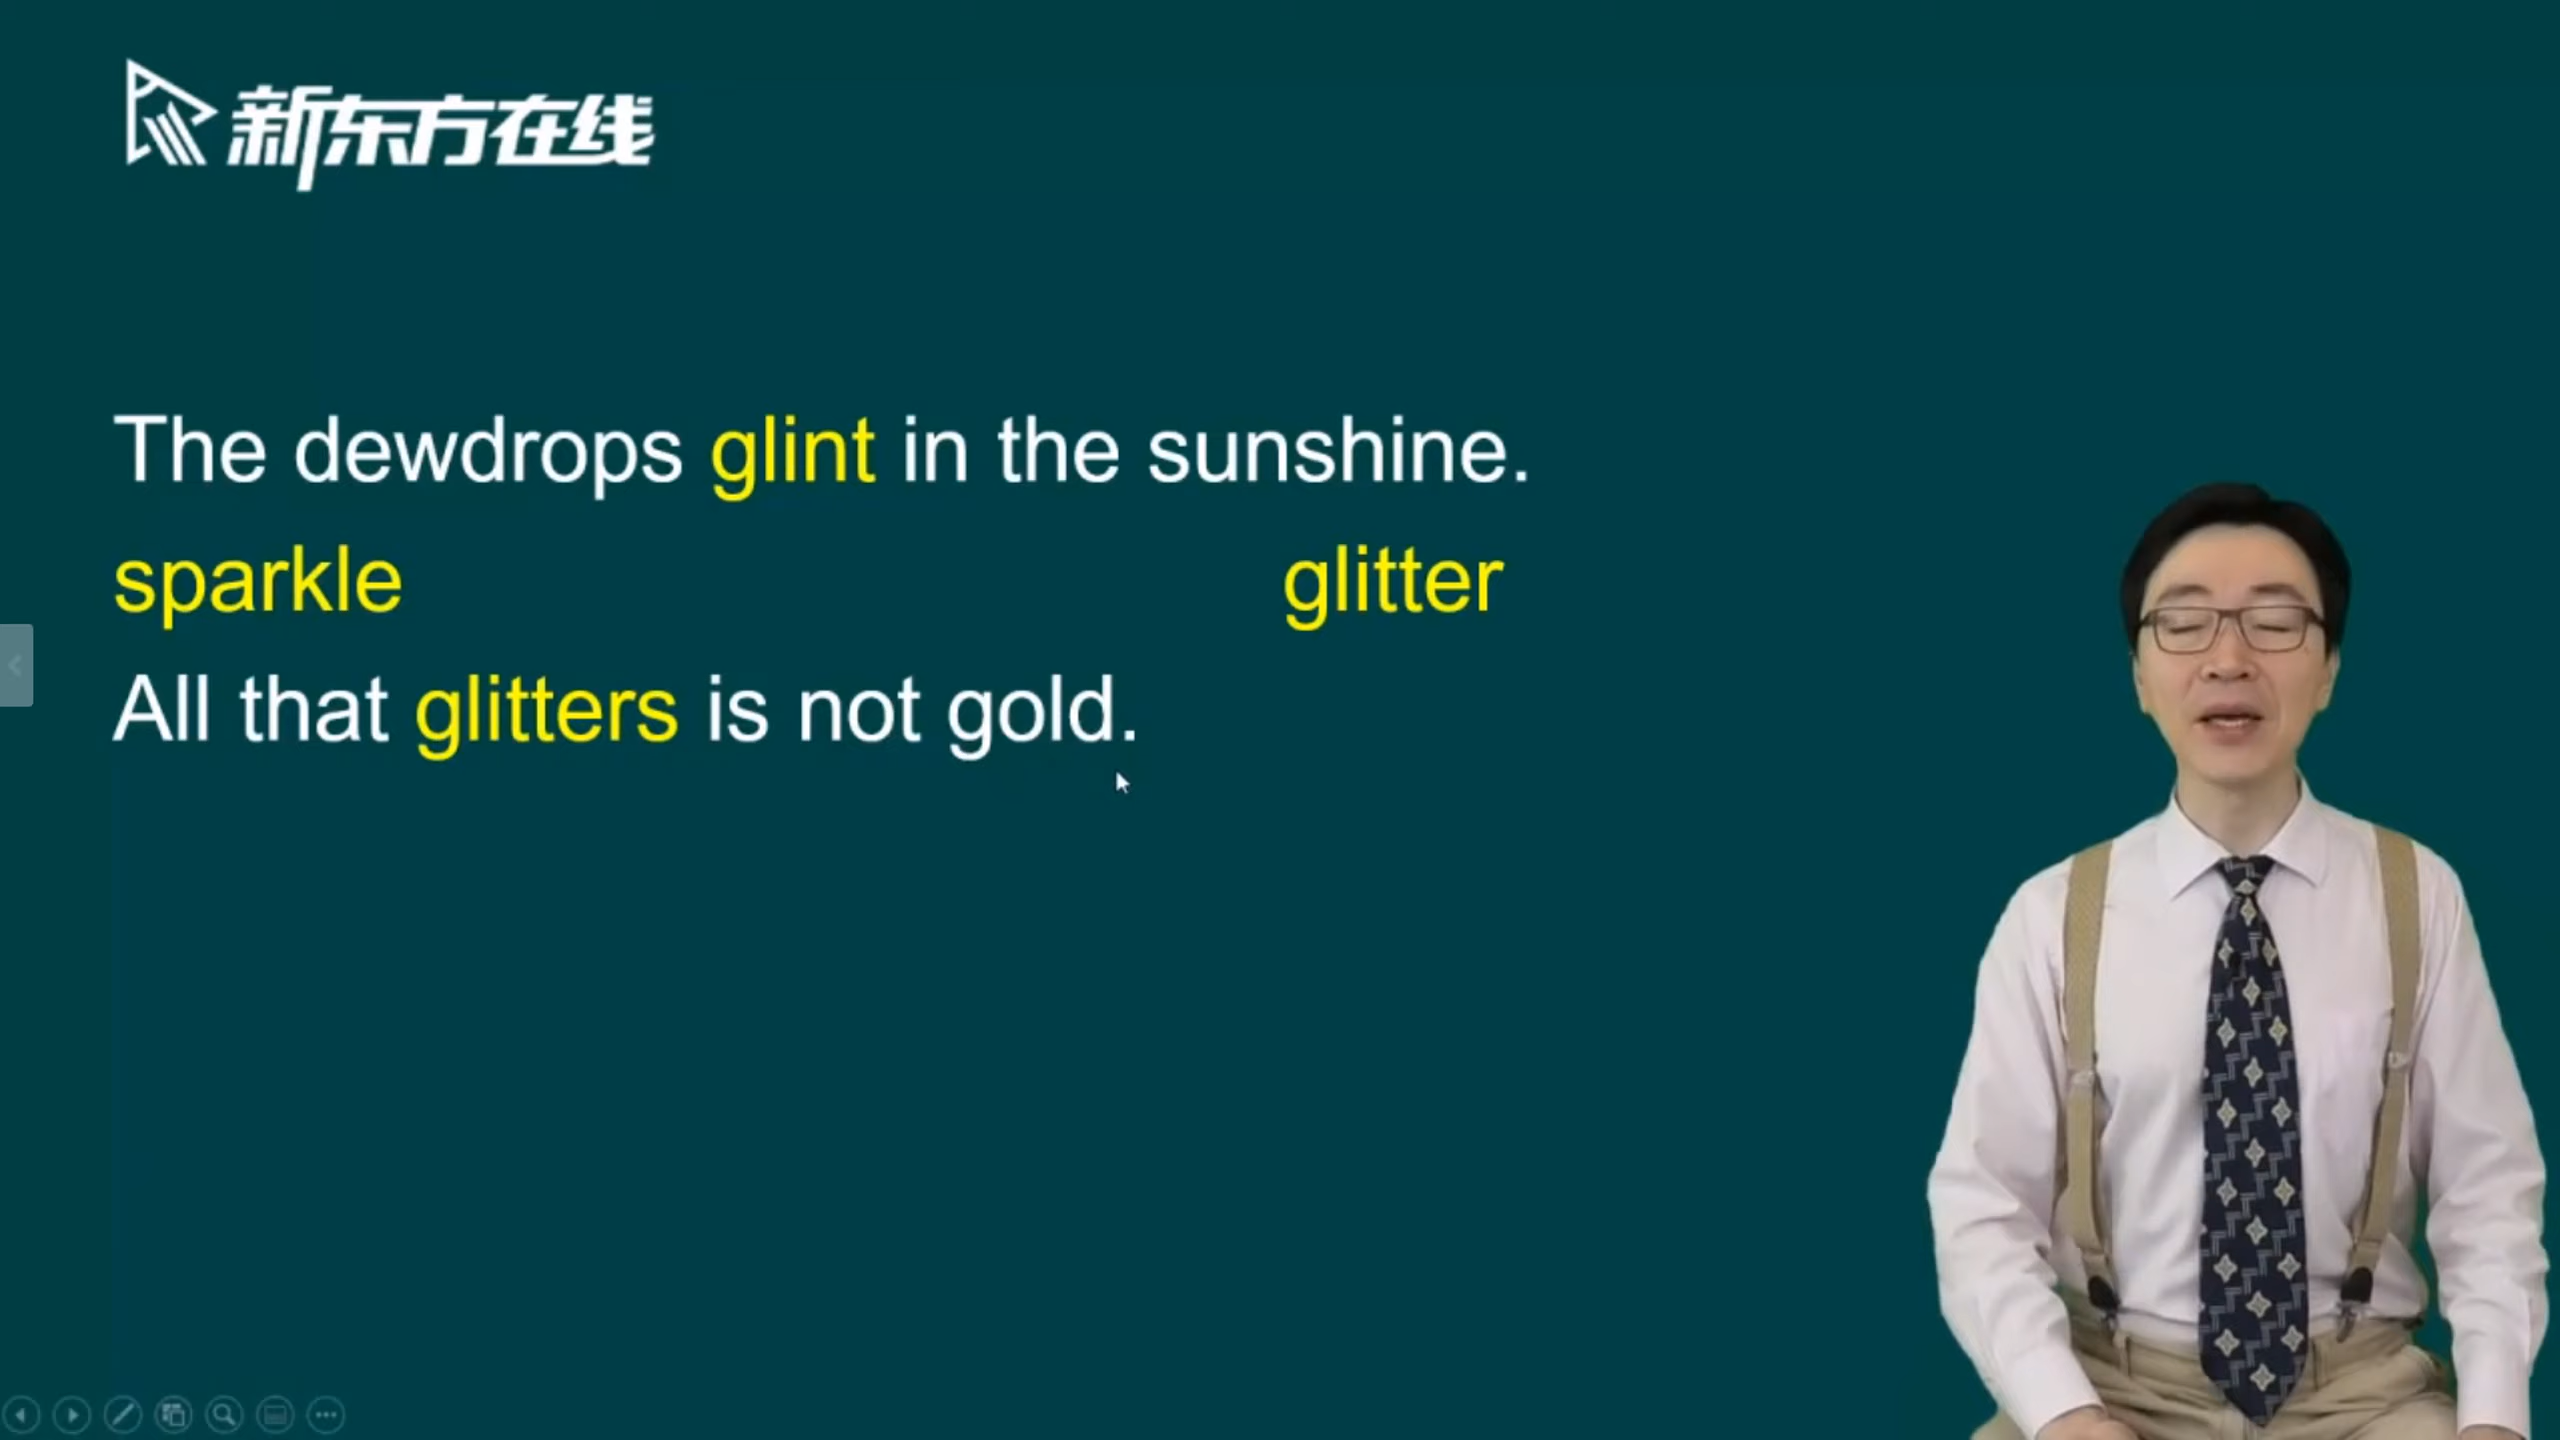 新东方在线
The dewdrops glint in the sunshine.
sparkle glitter
All that glitters is not gold.